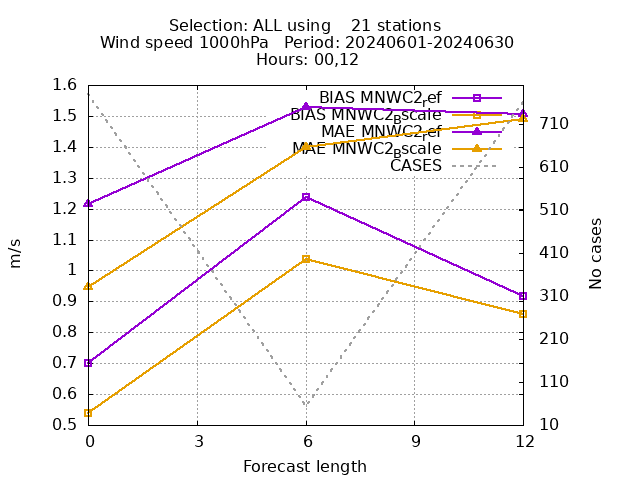 Selection: ALL using    21 stations
Wind speed 1000hPa   Period: 20240601-20240630
Hours: 00,12
BIAS MNWC2_ref
BIAS MNWC2_Bscale
MAE MNWC2_ref
MAE MNWC2_Bscale
CASES
m/s
1.6
1.5
1.4
1.3
1.2
1.1
1
0.9
0.8
0.7
0.6
0.5
No cases
710
610
510
410
310
210
110
10
0
3
6
9
12
Forecast length